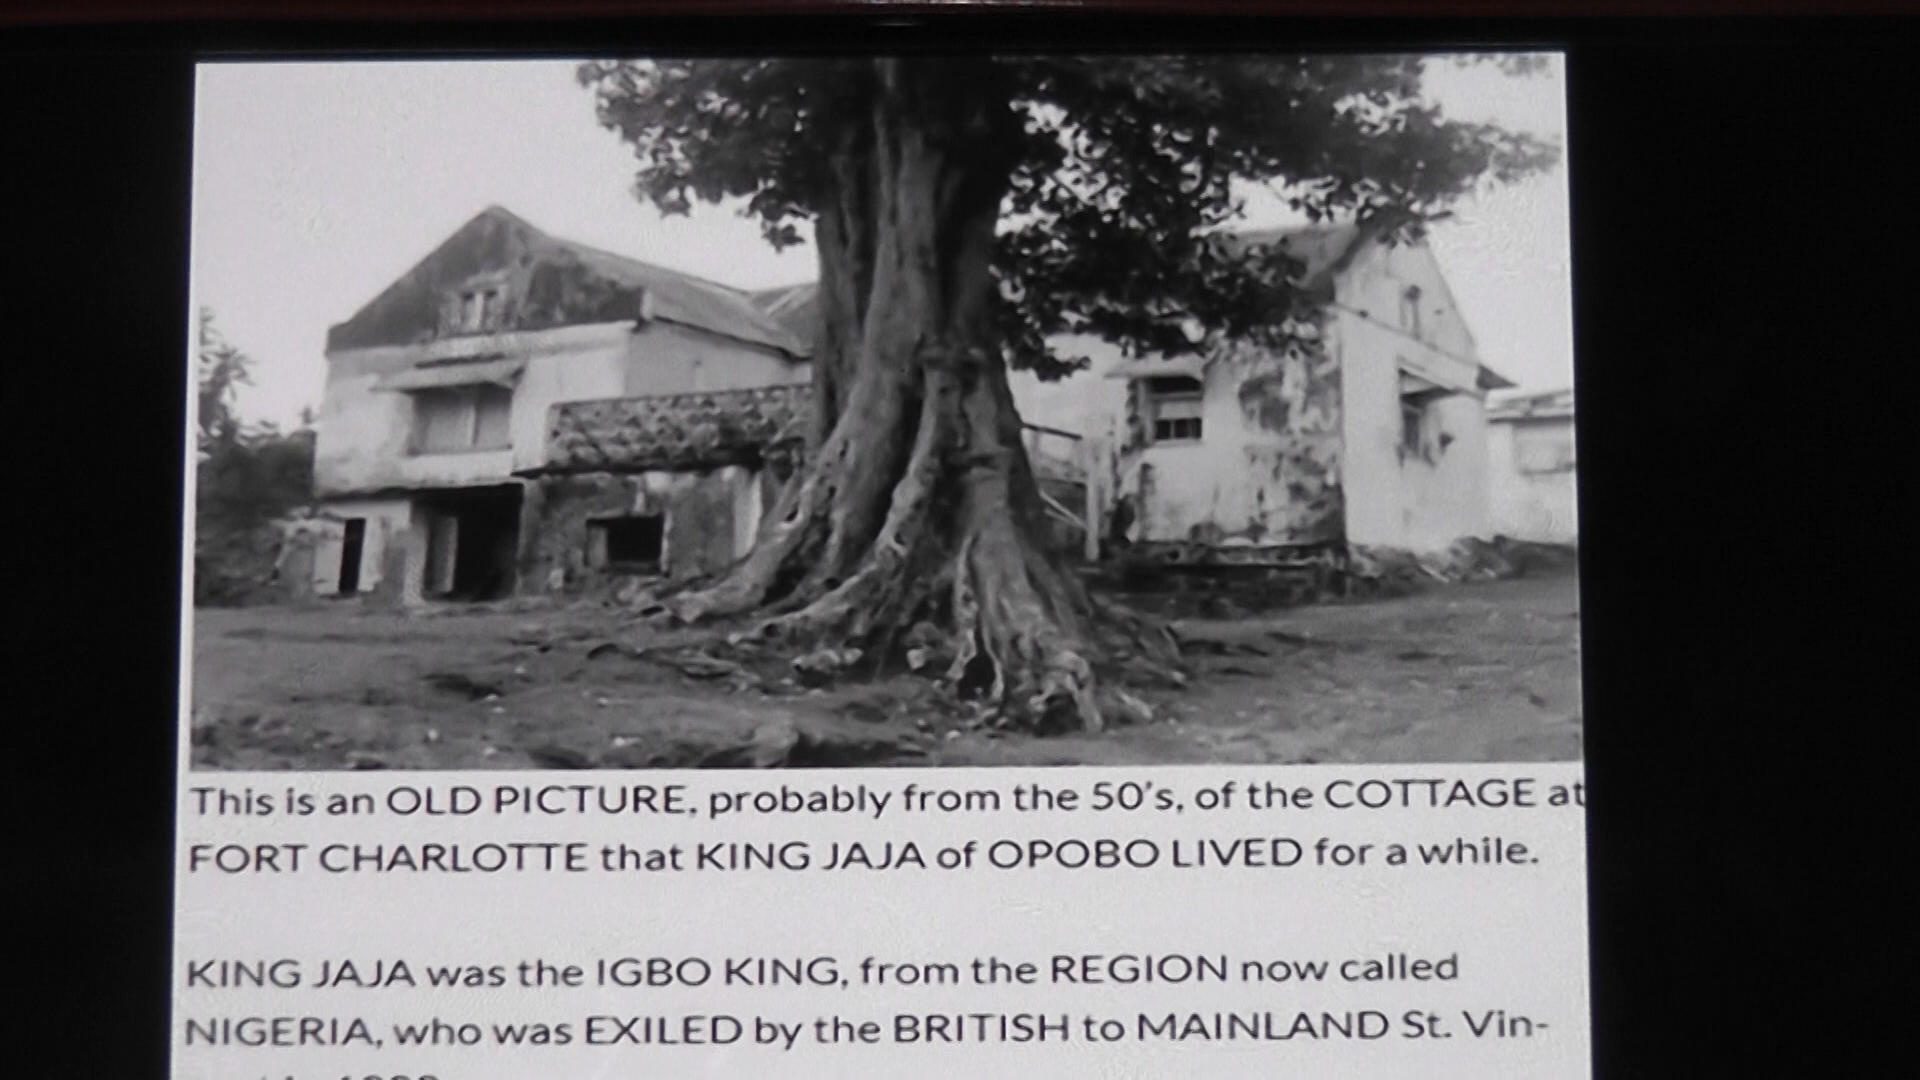 This is an OLD PICTURE, probably from the 50's, of the COTTAGE at
FORT CHARLOTTE that KING JAJA of OPOBO LIVED for a while.
KING JAJA was the IGBO KING, from the REGION now called
NIGERIA, who was EXILED by the BRITISH to MAINLAND St. Vin-